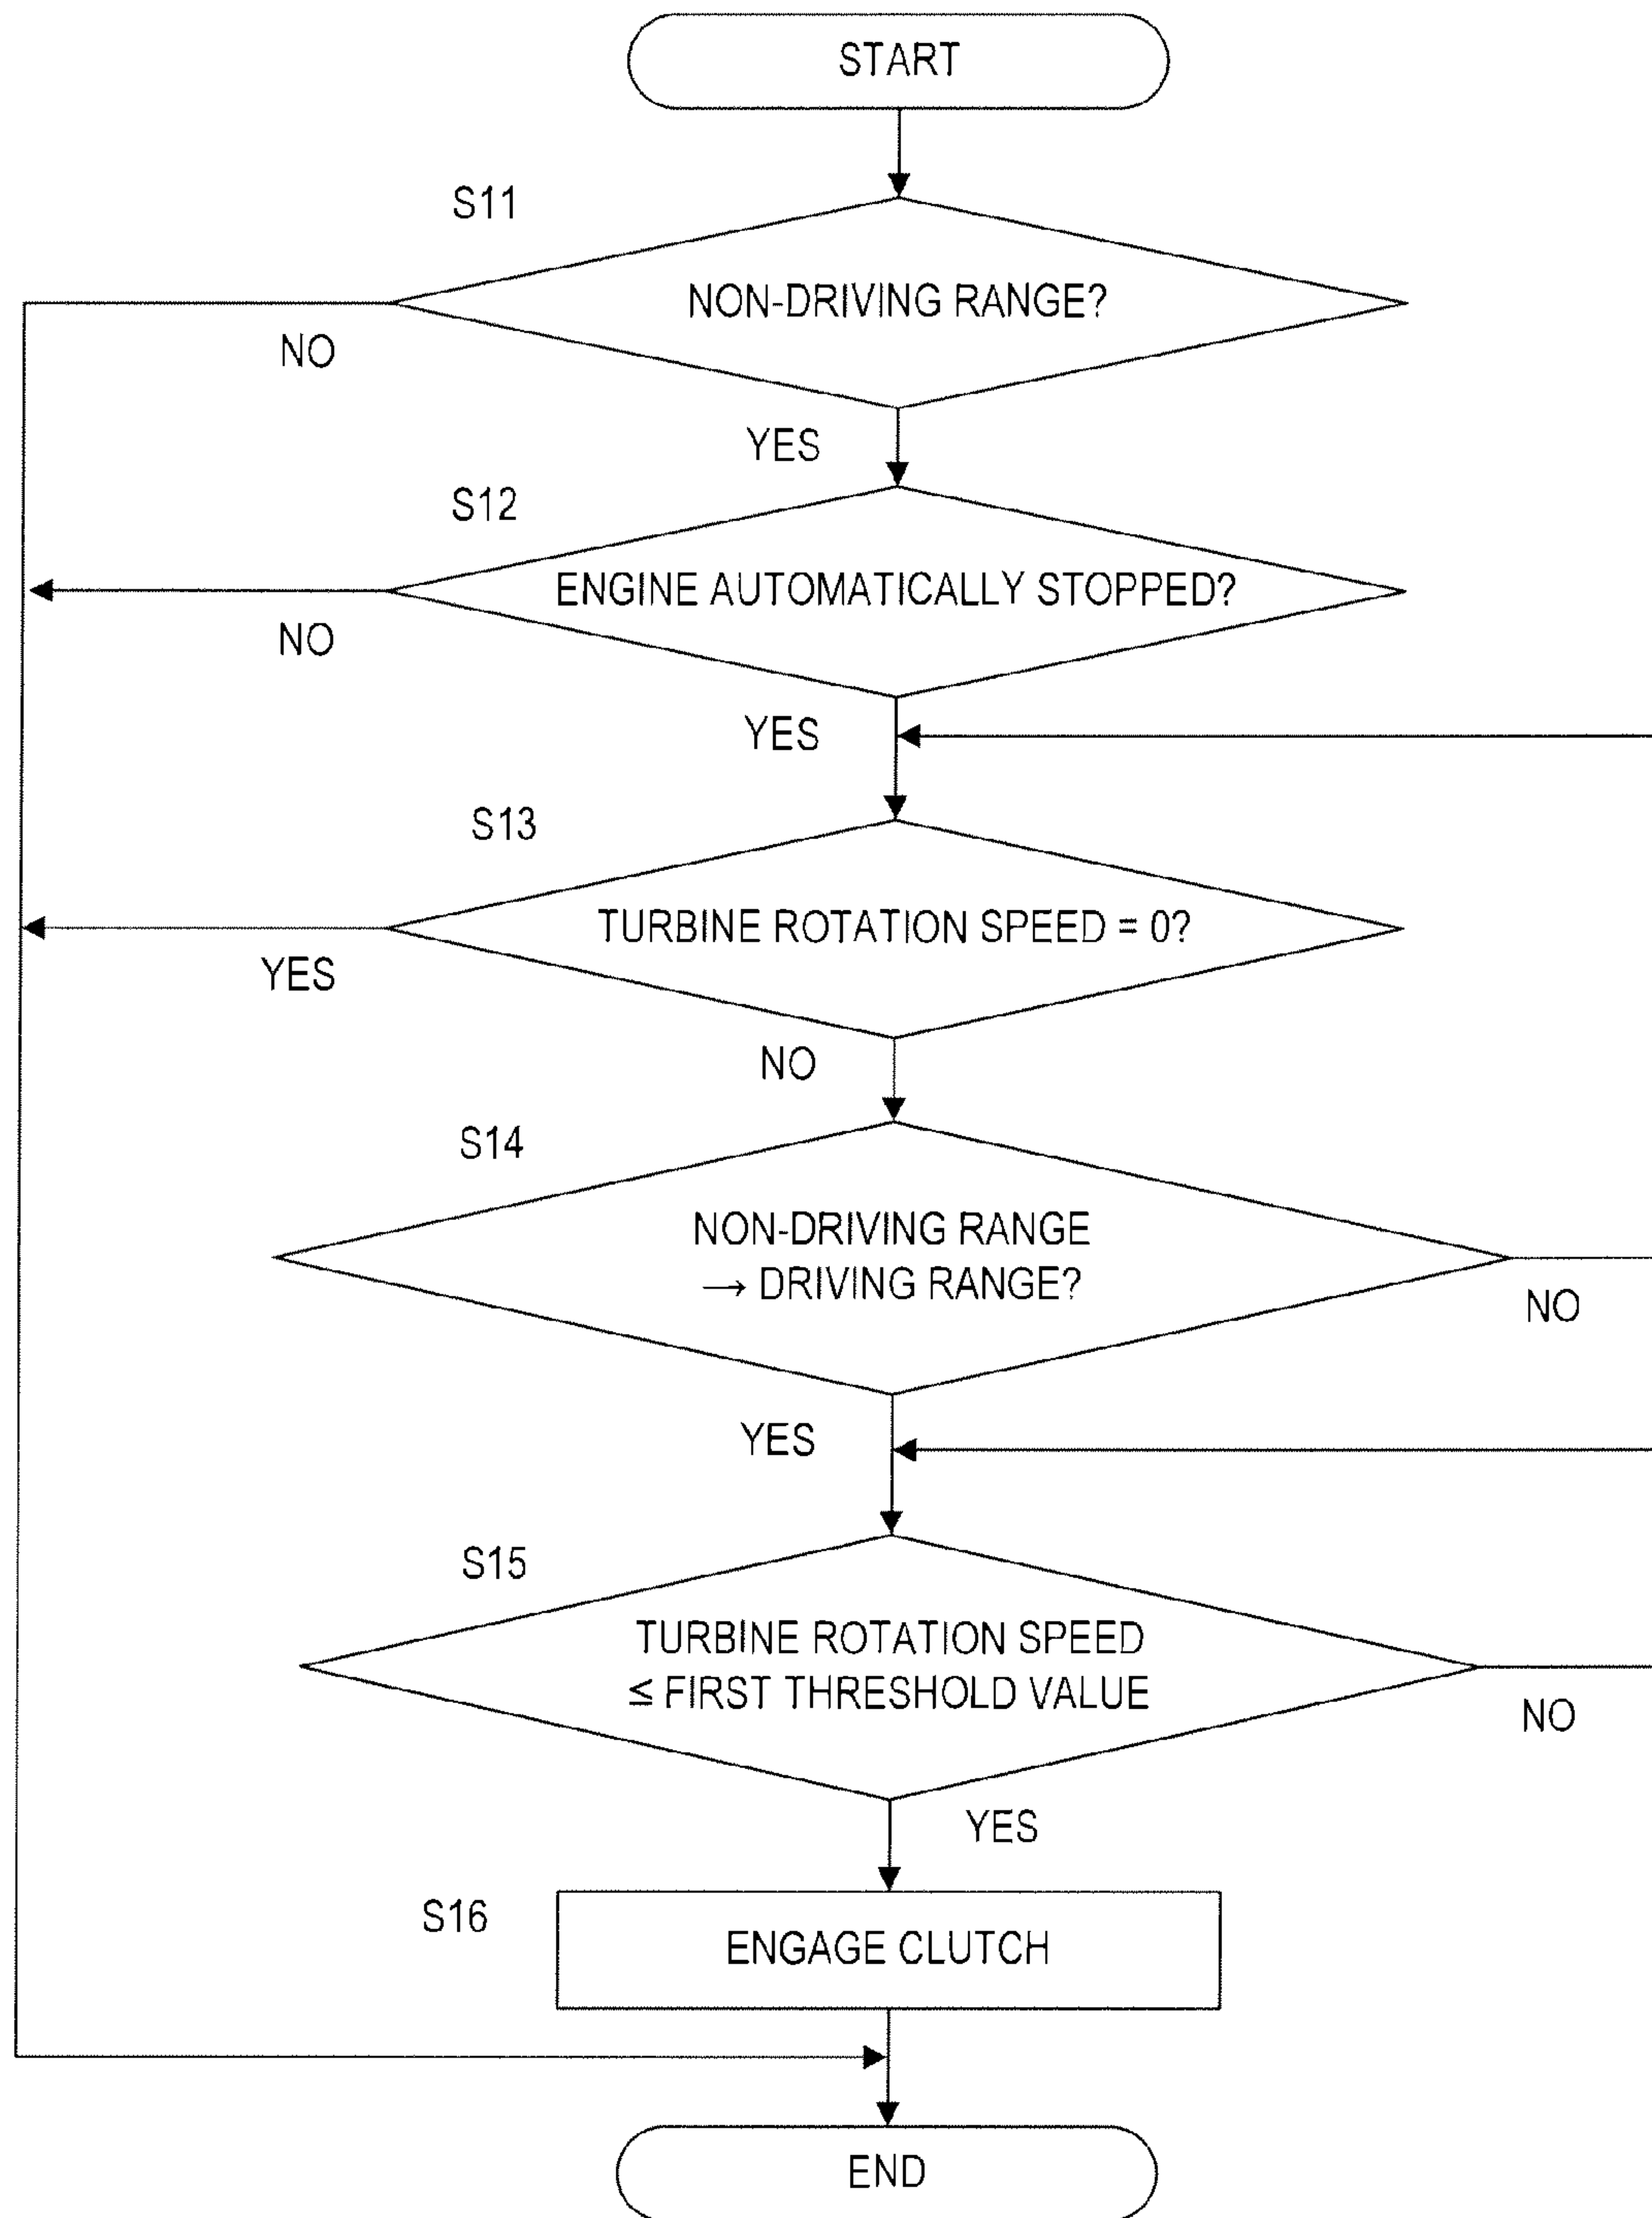 START
S11
NON-DRIVING RANGE?
NO
YES
S12
ENGINE AUTOMATICALLY STOPPED?
NO
YES
S13
TURBINE ROTATION SPEED = 0?
YES
NO
S14
NON-DRIVING RANGE
→ DRIVING RANGE?
NO
YES
S15
TURBINE ROTATION SPEED
≤ FIRST THRESHOLD VALUE
NO
YES
S16
ENGAGE CLUTCH
END